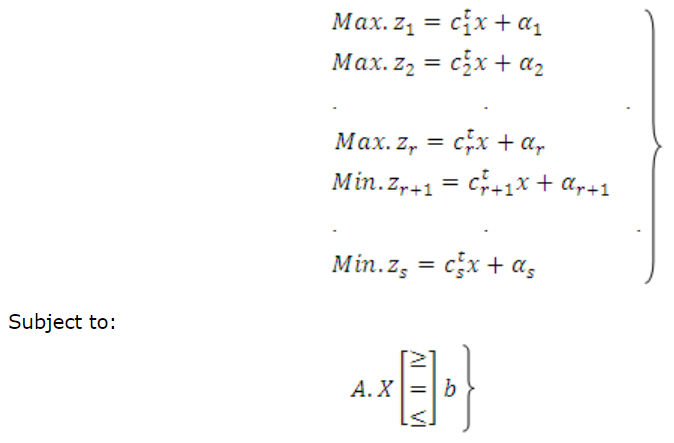 Max. z₁ = c₁ᵗx + α₁
Max. z₂ = c₂ᵗx + α₂
. . .
Max. zᵣ = cᵣᵗx + αᵣ
Min. zᵣ₊₁ = cᵣ₊₁ᵗx + αᵣ₊₁
. . .
Min. zₛ = cₛᵗx + αₛ
}
Subject to:
A. X [≥ = ≤] b }